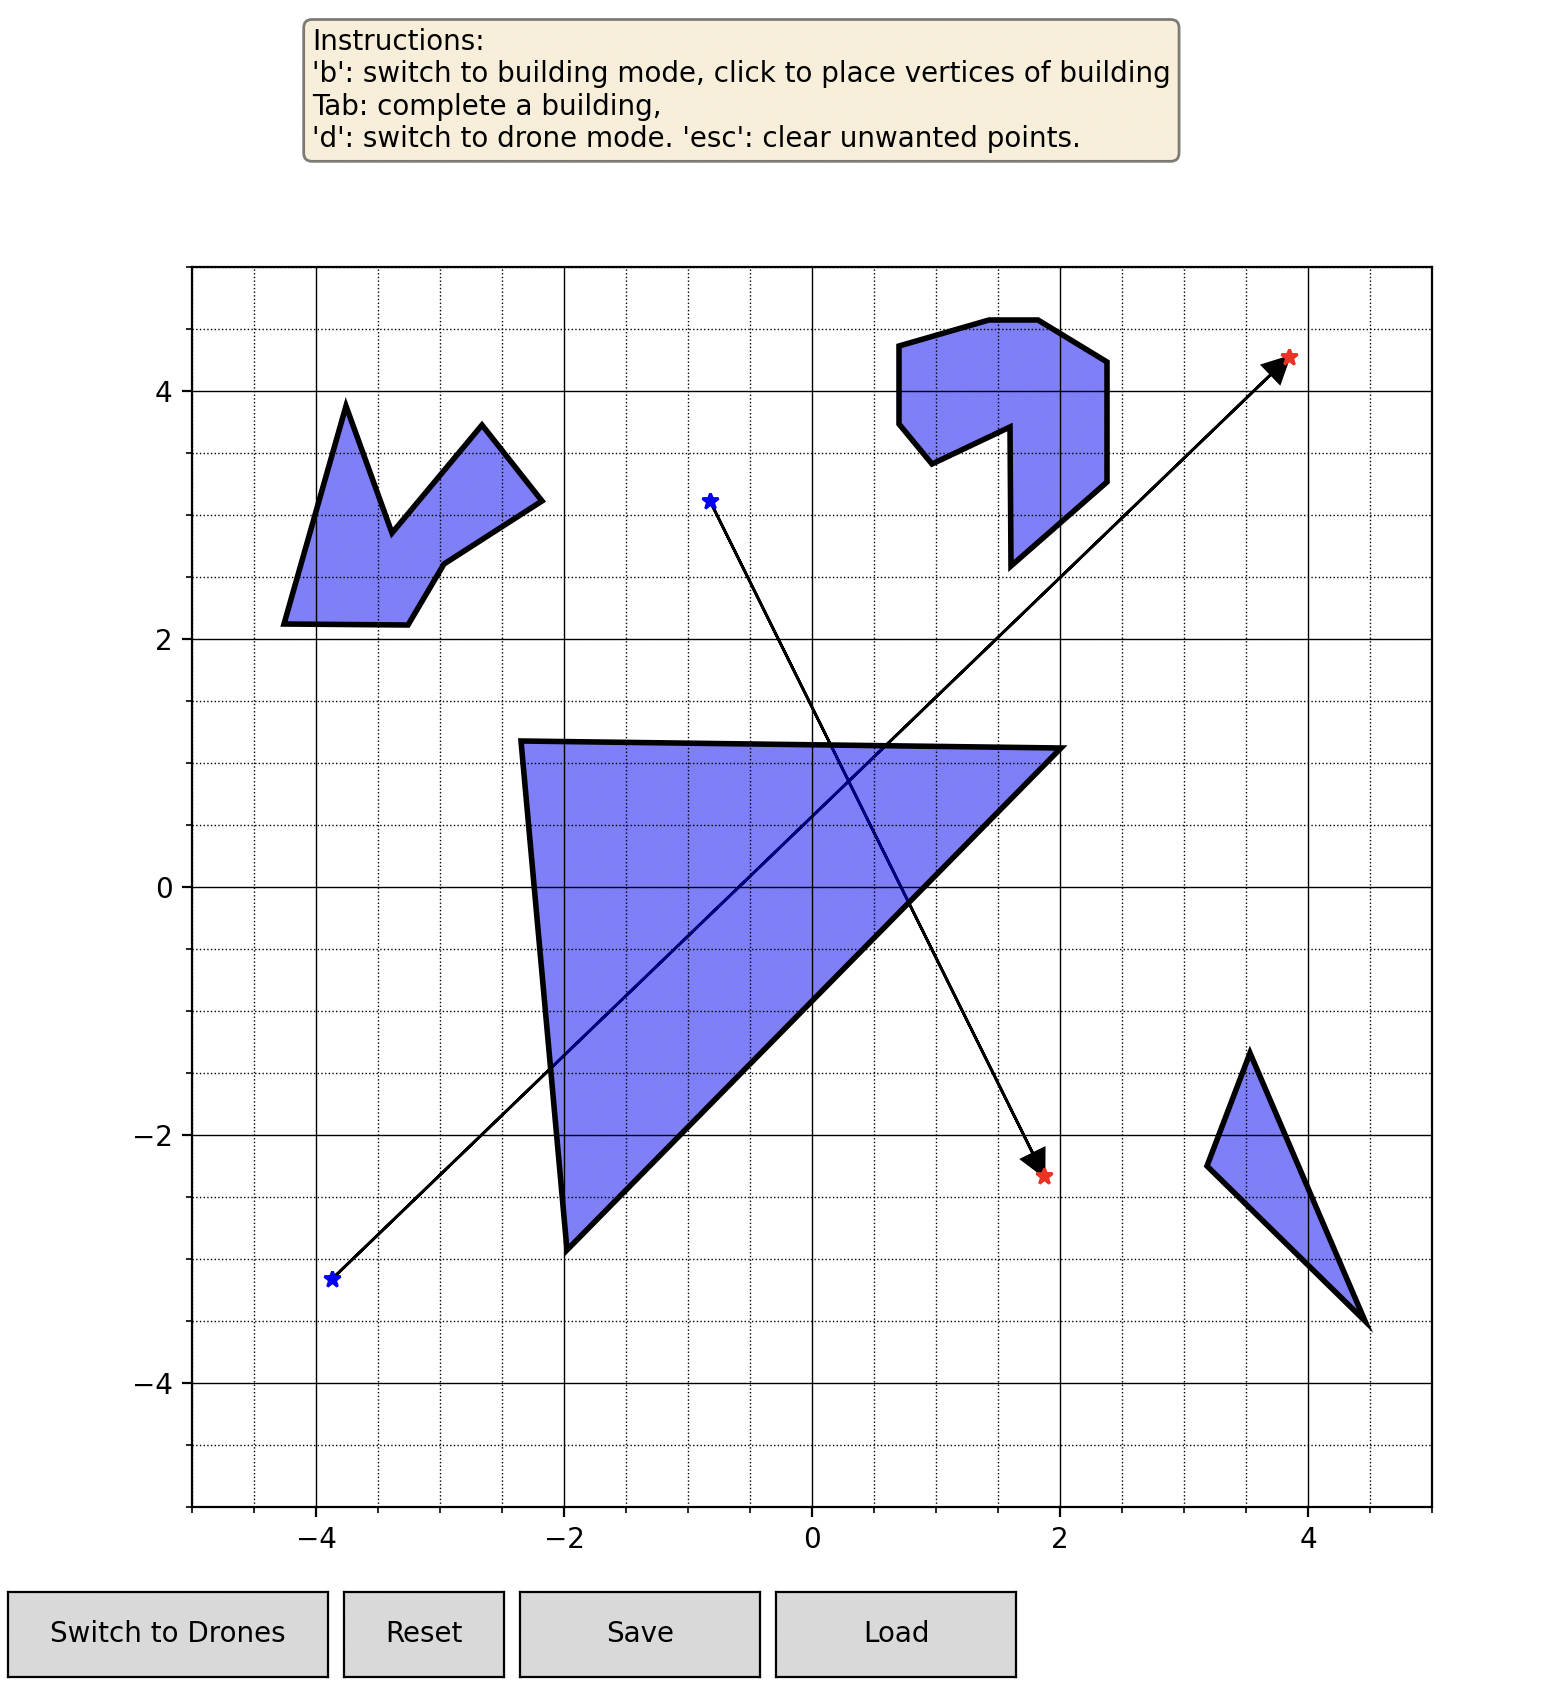 Instructions:
'b': switch to building mode, click to place vertices of building
Tab: complete a building,
'd': switch to drone mode. 'esc': clear unwanted points.
4
2
0
−2
−4
−4
−2
0
2
4
Switch to Drones
Reset
Save
Load